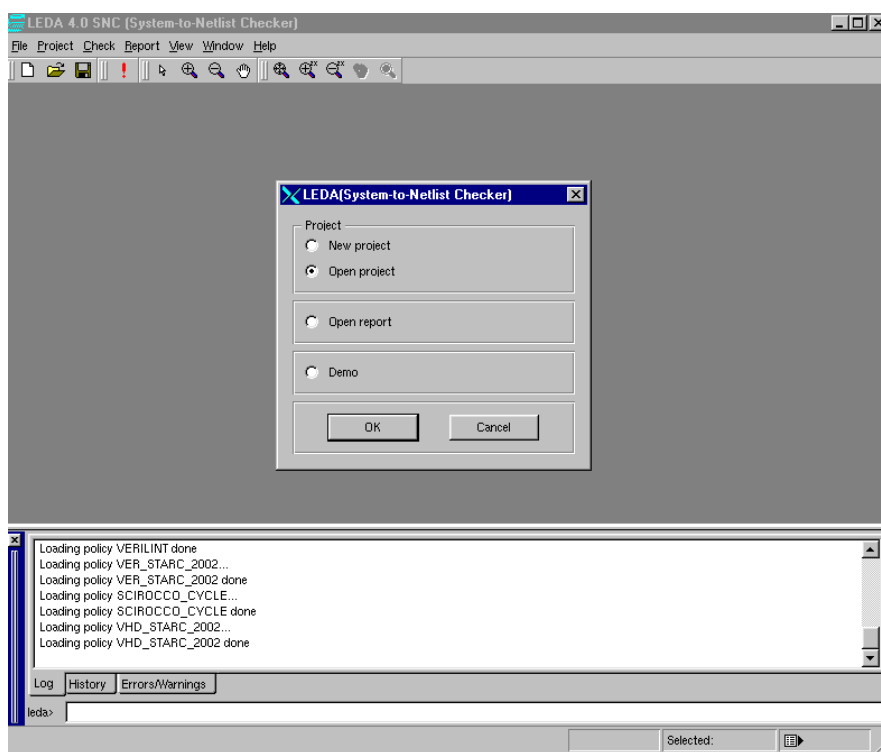 LEDA 4.0 SNC (System-to-Netlist Checker)
File Project Check Report View Window Help
LEDA(System-to-Netlist Checker)
Project
New project
Open project
Open report
Demo
OK Cancel
Loading policy VERILINT done
Loading policy VER_STARC_2002...
Loading policy VER_STARC_2002 done
Loading policy SCIROCCO_CYCLE...
Loading policy SCIROCCO_CYCLE done
Loading policy VHD_STARC_2002...
Loading policy VHD_STARC_2002 done
Log History Errors/Warnings
leda>
Selected: